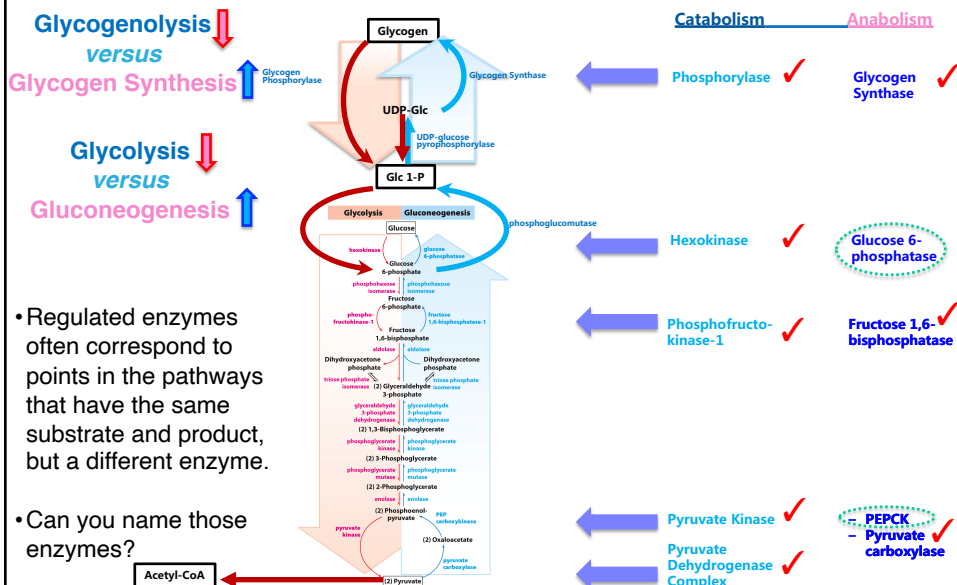 Glycogenolysis
versus
Glycogen Synthesis
Glycolysis
versus
Gluconeogenesis
•Regulated enzymes
often correspond to
points in the pathways
that have the same
substrate and product,
but a different enzyme.
•Can you name those
enzymes?
Glycogen
Glycogen
Phosphorylase
Glycogen Synthase
UDP-Glc
UDP-glucose
pyrophosphorylase
Glc 1-P
phosphoglucomutase
Glycolysis
Gluconeogenesis
Glucose
hexokinase
glucose
6-phosphatase
Glucose
6-phosphate
phosphohexose
isomerase
phosphohexose
isomerase
Fructose
6-phosphate
phospho-
fructokinase-1
fructose
1,6-bisphosphatase-1
Fructose
1,6-bisphosphate
aldolase
aldolase
Dihydroxyacetone
phosphate
Dihydroxyacetone
phosphate
triose phosphate
isomerase
triose phosphate
isomerase
(2) Glyceraldehyde
3-phosphate
glyceraldehyde
3-phosphate
dehydrogenase
glyceraldehyde
3-phosphate
dehydrogenase
(2) 1,3-Bisphosphoglycerate
phosphoglycerate
kinase
phosphoglycerate
kinase
(2) 3-Phosphoglycerate
phosphoglycerate
mutase
phosphoglycerate
mutase
(2) 2-Phosphoglycerate
enolase
enolase
(2) Phosphoenol-
pyruvate
pyruvate
kinase
PEP
carboxykinase
(2) Oxaloacetate
pyruvate
carboxylase
(2) Pyruvate
Acetyl-CoA
Catabolism
Anabolism
Phosphorylase ✓
Glycogen
Synthase ✓
Hexokinase ✓
Glucose 6-
phosphatase
Phosphofructo-
kinase-1 ✓
Fructose 1,6-
bisphosphatase ✓
Pyruvate Kinase ✓
– PEPCK
– Pyruvate
carboxylase ✓
Pyruvate
Dehydrogenase
Complex ✓